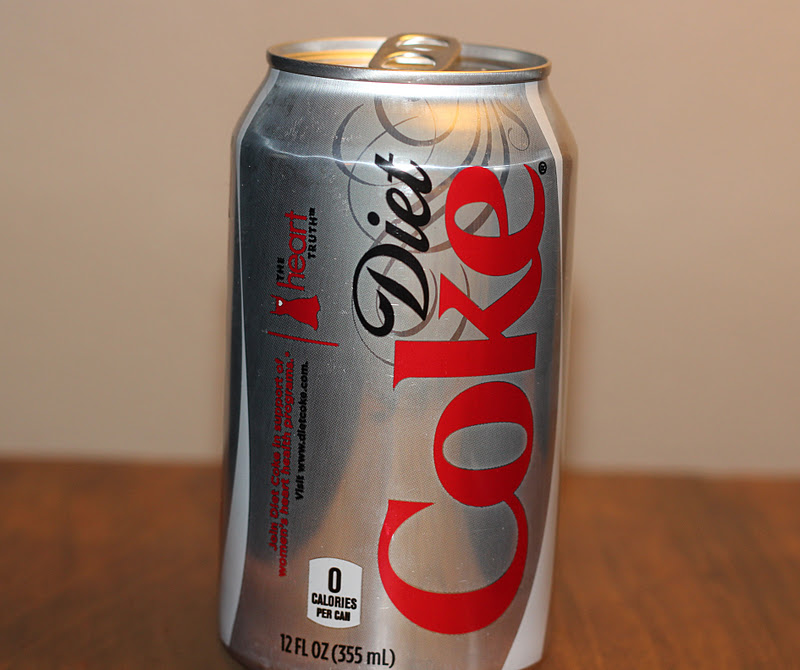 Diet
Coke®
THE
heart
TRUTH™
Join Diet Coke in support of
women's heart health programs.*
Visit www.dietcoke.com.
0
CALORIES
PER CAN
12 FL OZ (355 mL)